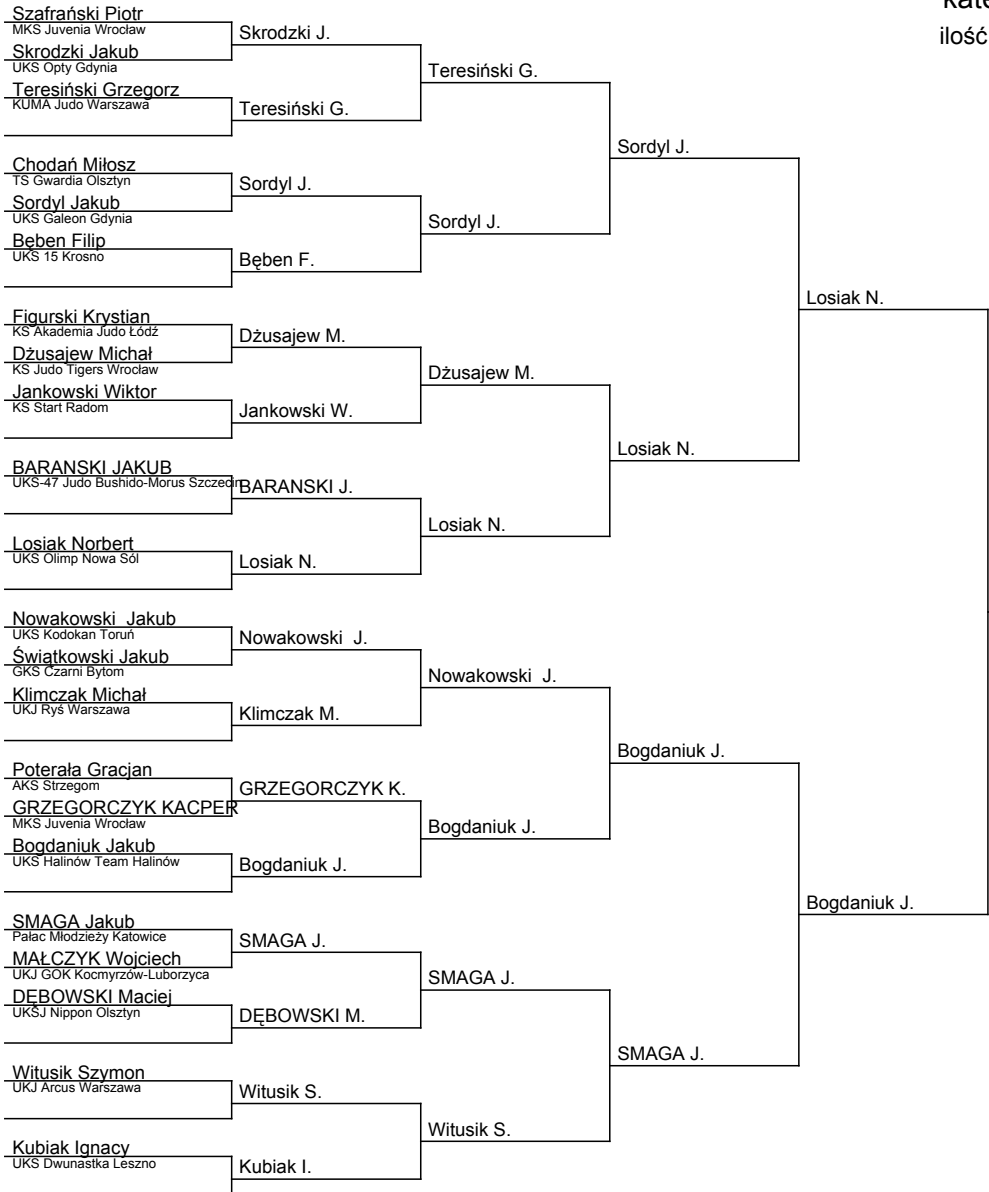 kate
ilość
Szafrański Piotr
MKS Juvenia Wrocław
Skrodzki Jakub
UKS Opty Gdynia
Teresiński Grzegorz
KUMA Judo Warszawa
Chodań Miłosz
TS Gwardia Olsztyn
Sordyl Jakub
UKS Galeon Gdynia
Bęben Filip
UKS 15 Krosno
Figurski Krystian
KS Akademia Judo Łódź
Dżusajew Michał
KS Judo Tigers Wrocław
Jankowski Wiktor
KS Start Radom
BARANSKI JAKUB
UKS-47 Judo Bushido-Morus Szczecin
Losiak Norbert
UKS Olimp Nowa Sól
Nowakowski  Jakub
UKS Kodokan Toruń
Świątkowski Jakub
GKS Czarni Bytom
Klimczak Michał
UKJ Ryś Warszawa
Poterała Gracjan
AKS Strzegom
GRZEGORCZYK KACPER
MKS Juvenia Wrocław
Bogdaniuk Jakub
UKS Halinów Team Halinów
SMAGA Jakub
Pałac Młodzieży Katowice
MAŁCZYK Wojciech
UKJ GOK Kocmyrzów-Luborzyca
DĘBOWSKI Maciej
UKSJ Nippon Olsztyn
Witusik Szymon
UKJ Arcus Warszawa
Kubiak Ignacy
UKS Dwunastka Leszno
Skrodzki J.
Teresiński G.
Sordyl J.
Bęben F.
Dżusajew M.
Jankowski W.
BARANSKI J.
Losiak N.
Nowakowski  J.
Klimczak M.
GRZEGORCZYK K.
Bogdaniuk J.
SMAGA J.
DĘBOWSKI M.
Witusik S.
Kubiak I.
Teresiński G.
Sordyl J.
Dżusajew M.
Losiak N.
Nowakowski  J.
Bogdaniuk J.
SMAGA J.
Witusik S.
Sordyl J.
Losiak N.
Bogdaniuk J.
SMAGA J.
Losiak N.
Bogdaniuk J.